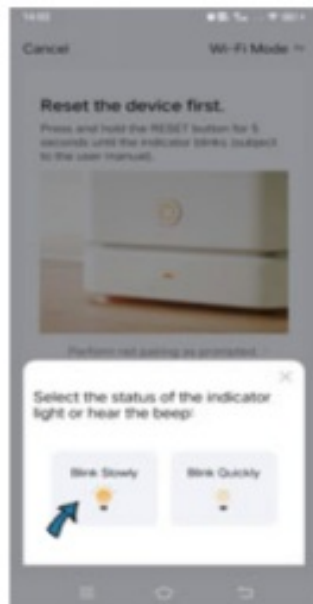 Cancel
Wi-Fi Mode
Reset the device first.
Press and hold the RESET button for 5
seconds until the indicator blinks (subject
to the user manual).
Perform net pairing as prompted.
Select the status of the indicator
light or hear the beep:
Blink Slowly
Blink Quickly